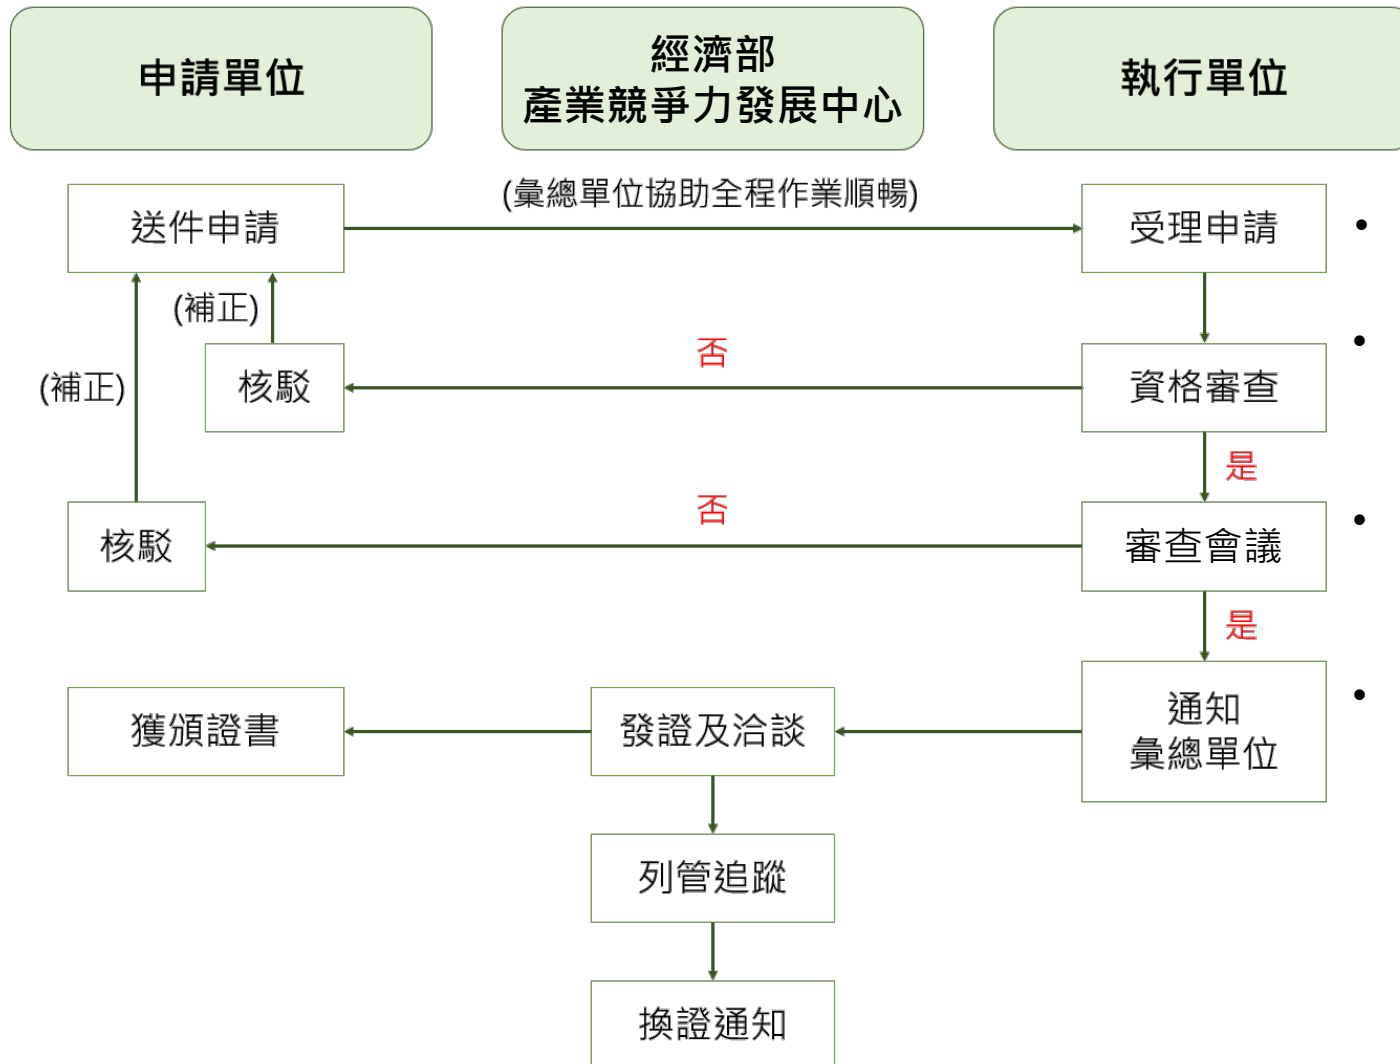 申請單位
經濟部
產業競爭力發展中心
執行單位
(彙總單位協助全程作業順暢)
送件申請
受理申請
•
(補正)
否
•
(補正)
核駁
資格審查
是
否
•
核駁
審查會議
是
•
獲頒證書
發證及洽談
通知
彙總單位
列管追蹤
換證通知